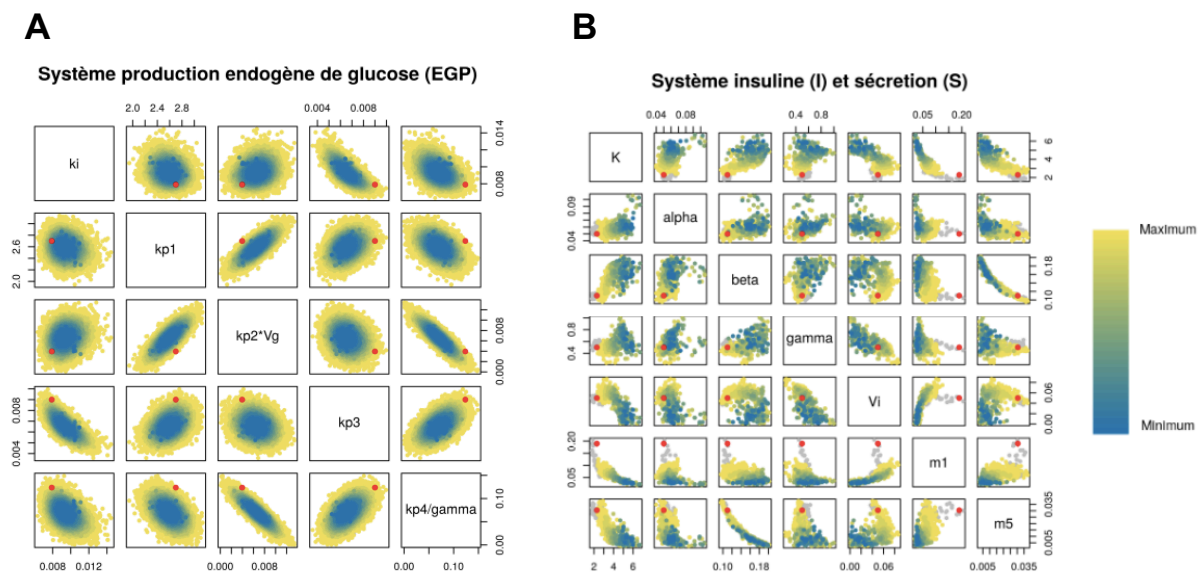 A
B
Système production endogène de glucose (EGP)
Système insuline (I) et sécretion (S)
2.0 2.4 2.8
0.004 0.008
0.04 0.08
0.4 0.8
0.05 0.20
ki
0.008 0.014
kp1
2.0 2.6
kp2*Vg
0.000 0.008
kp3
0.004 0.008
kp4/gamma
0.00 0.10
0.008 0.012
0.000 0.008
0.00 0.10
K
2 4 6
alpha
0.04 0.09
beta
0.10 0.18
gamma
0.4 0.8
Vi
0.00 0.06
m1
0.05 0.20
m5
0.005 0.035
2 4 6
0.10 0.18
0.00 0.06
0.005 0.035
Maximum
Minimum